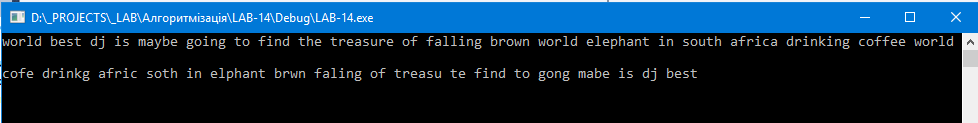 D:\_PROJECTS\_LAB\Алгоритмізація\LAB-14\Debug\LAB-14.exe
world best dj is maybe going to find the treasure of falling brown world elephant in south africa drinking coffee world
cofe drinkg afric soth in elphant brwn faling of treasu te find to gong mabe is dj best